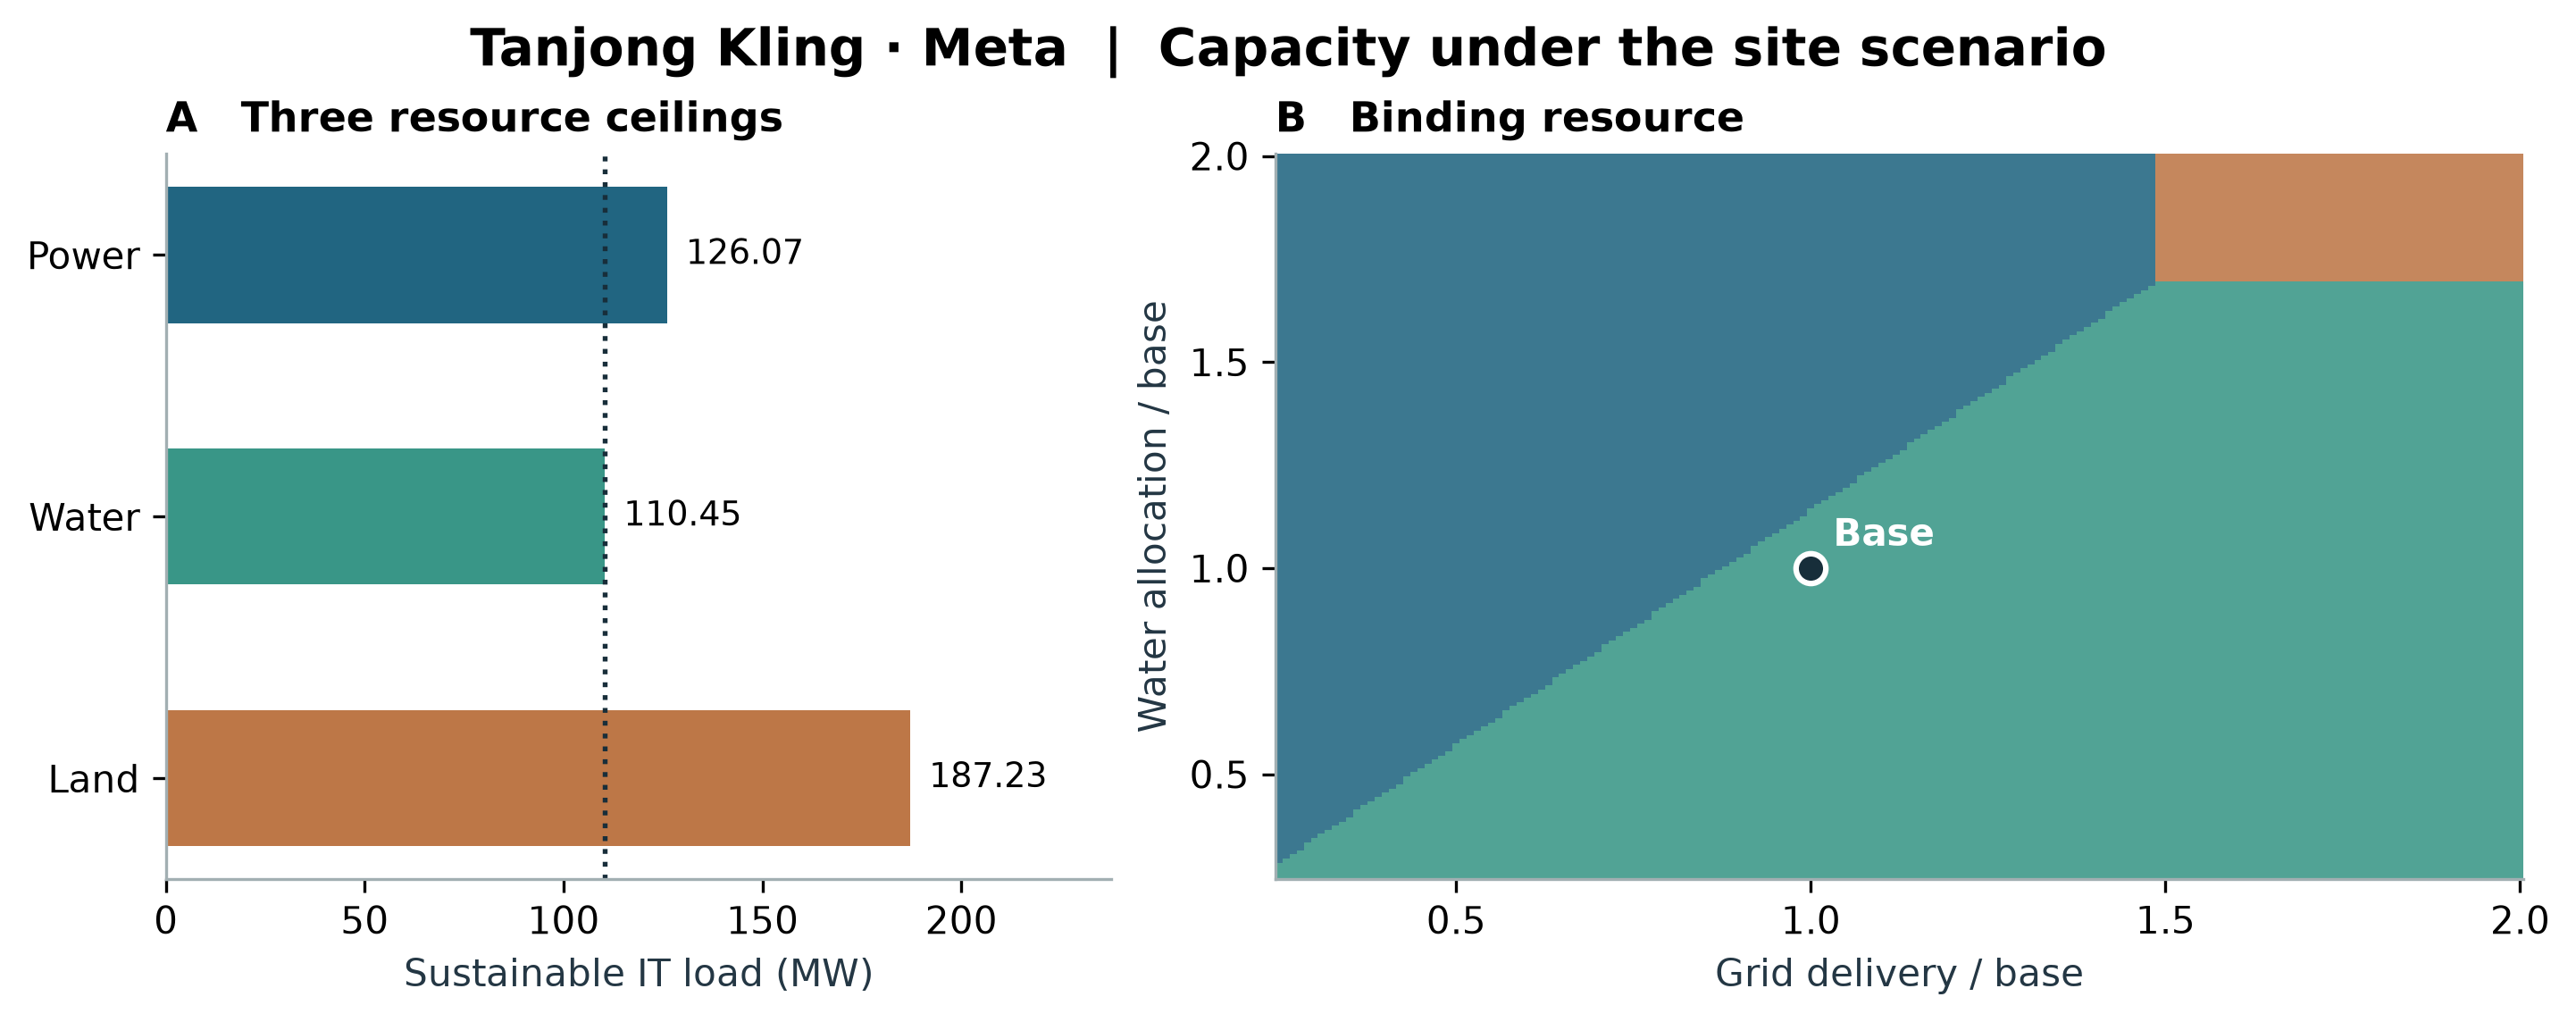 Tanjong Kling · Meta | Capacity under the site scenario
A Three resource ceilings
Power
126.07
Water
110.45
Land
187.23
0 50 100 150 200
Sustainable IT load (MW)
B Binding resource
Water allocation / base
2.0
1.5
1.0
0.5
Base
0.5 1.0 1.5 2.0
Grid delivery / base